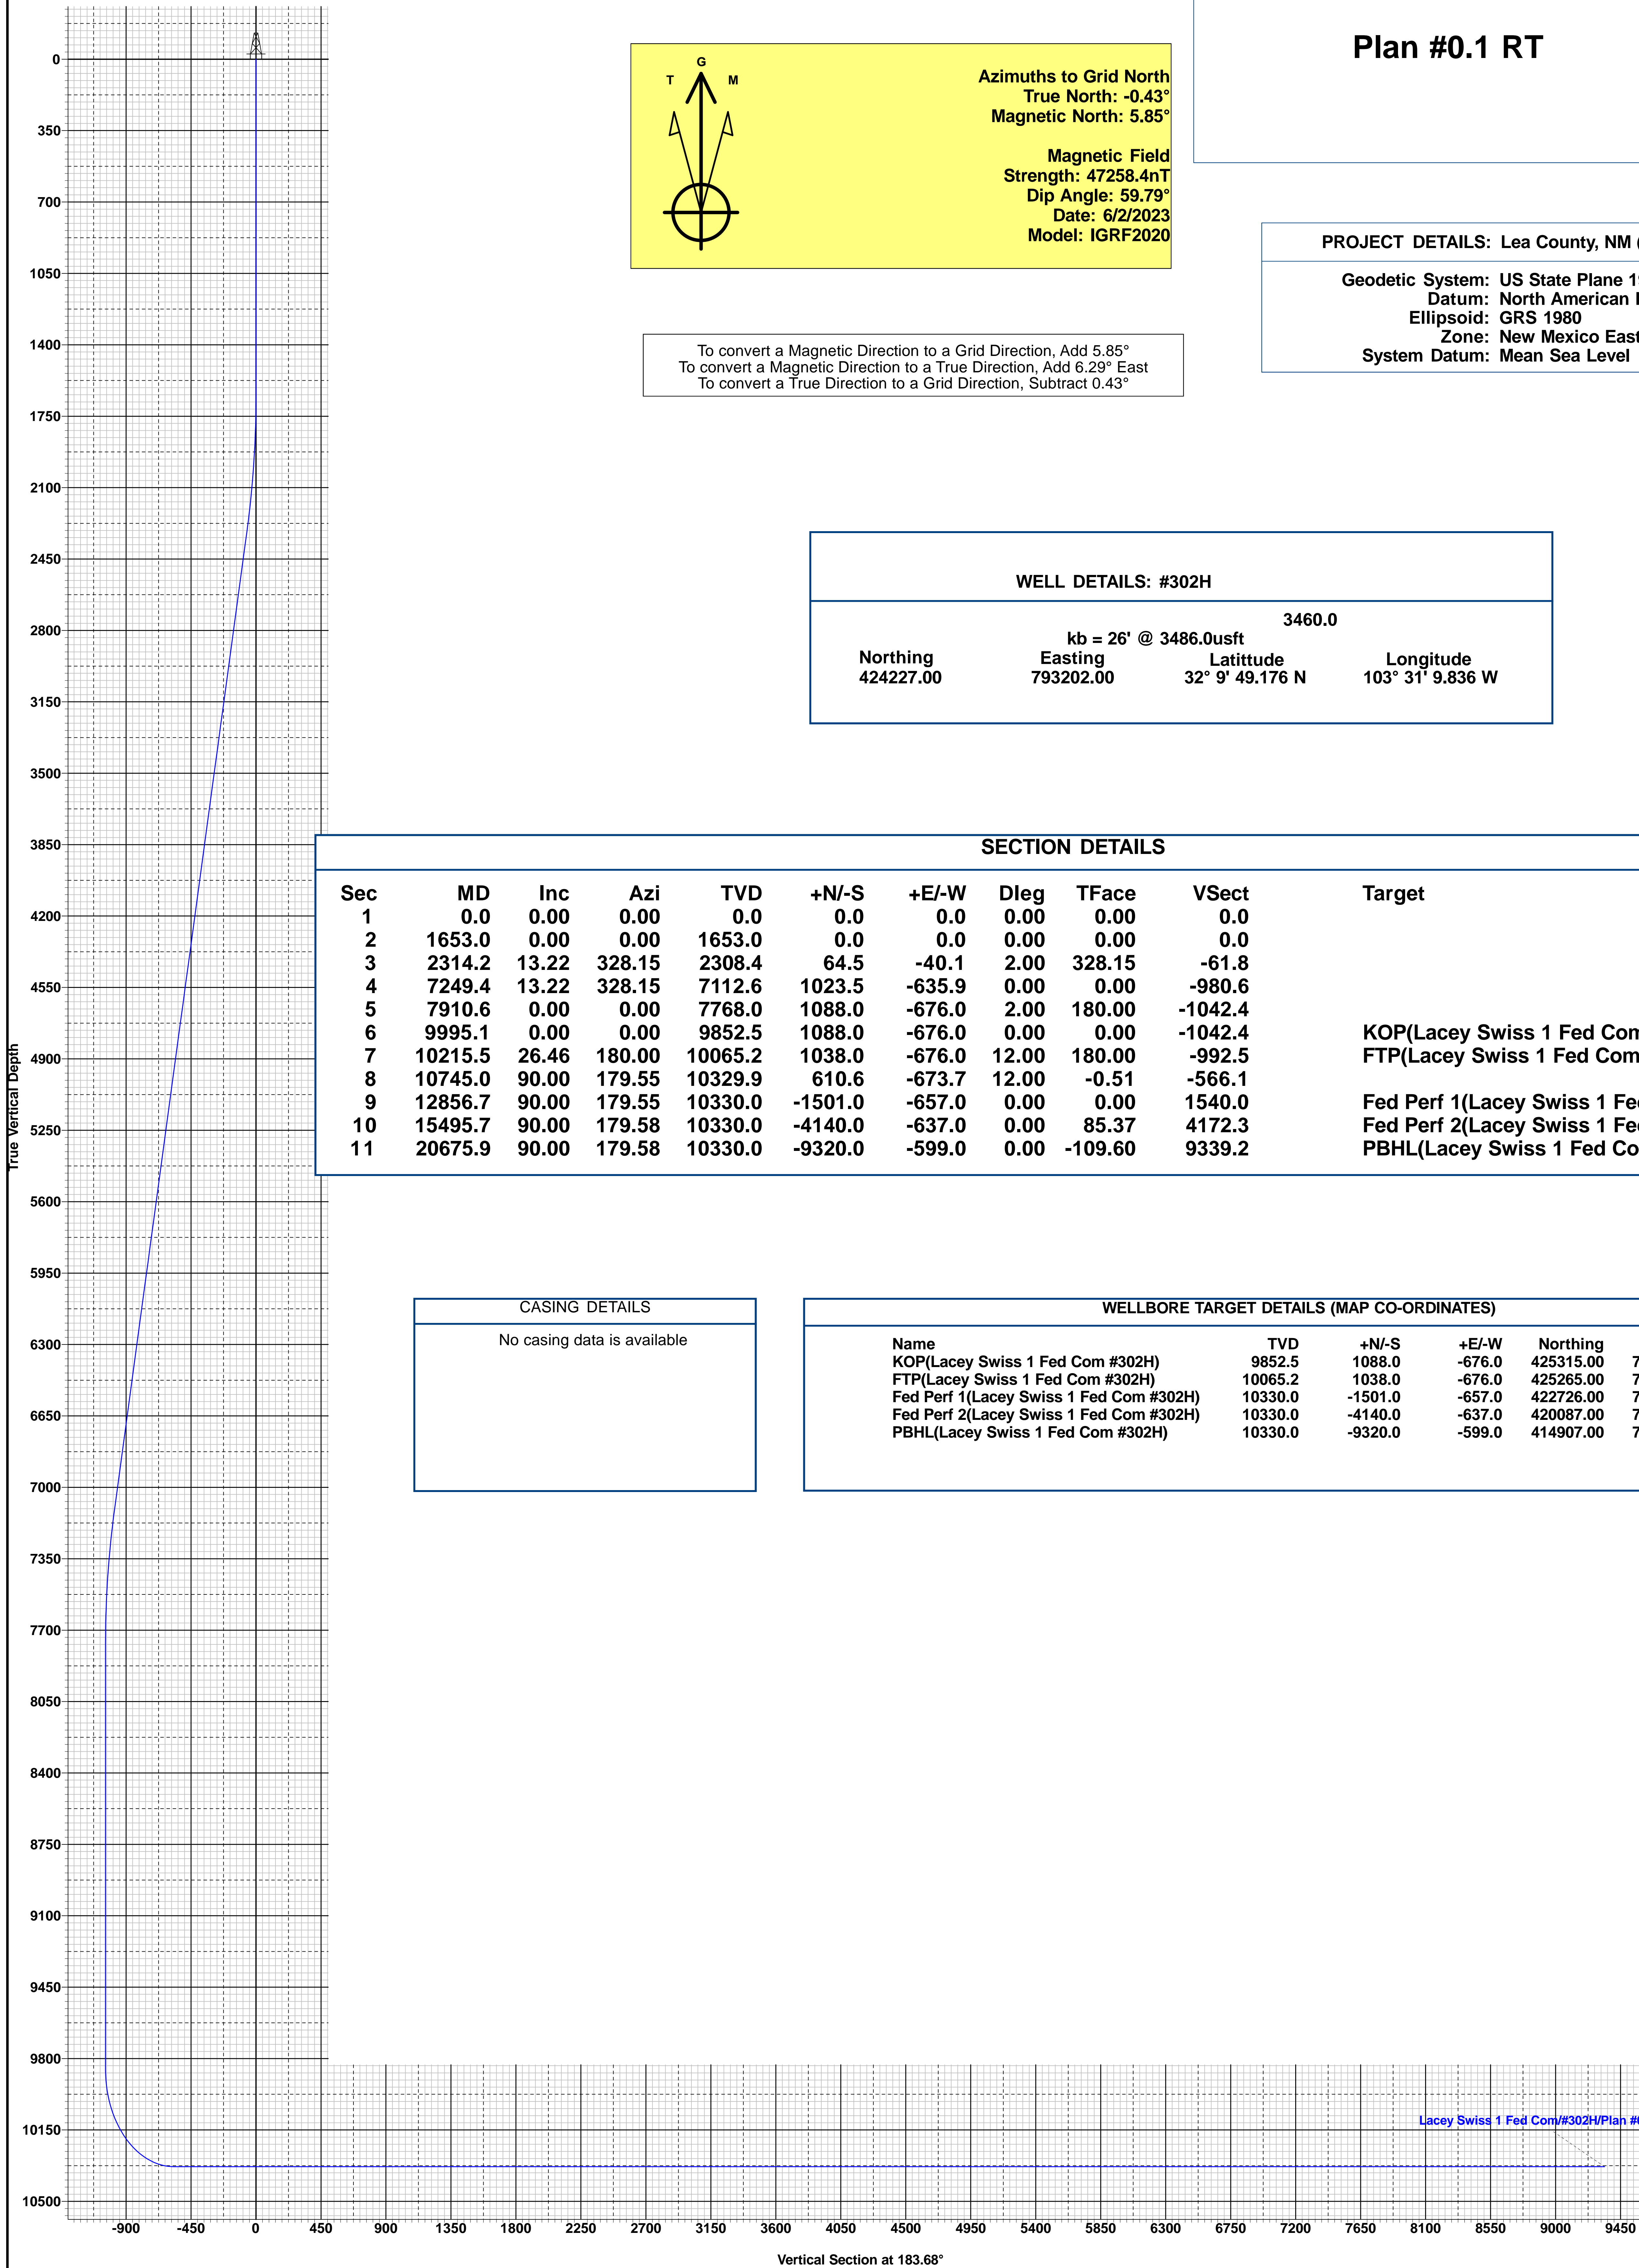 Plan #0.1 RT
G
T M
Azimuths to Grid North
True North: -0.43°
Magnetic North: 5.85°
Magnetic Field
Strength: 47258.4nT
Dip Angle: 59.79°
Date: 6/2/2023
Model: IGRF2020
PROJECT DETAILS: Lea County, NM
Geodetic System: US State Plane
Datum: North American
Ellipsoid: GRS 1980
Zone: New Mexico East
System Datum: Mean Sea Level
To convert a Magnetic Direction to a Grid Direction, Add 5.85°
To convert a Magnetic Direction to a True Direction, Add 6.29° East
To convert a True Direction to a Grid Direction, Subtract 0.43°
WELL DETAILS: #302H
3460.0
kb = 26' @ 3486.0usft
Northing Easting Latittude Longitude
424227.00 793202.00 32° 9' 49.176 N 103° 31' 9.836 W
SECTION DETAILS
Sec MD Inc Azi TVD +N/-S +E/-W Dleg TFace VSect Target
1 0.0 0.00 0.00 0.0 0.0 0.0 0.00 0.00 0.0
2 1653.0 0.00 0.00 1653.0 0.0 0.0 0.00 0.00 0.0
3 2314.2 13.22 328.15 2308.4 64.5 -40.1 2.00 328.15 -61.8
4 7249.4 13.22 328.15 7112.6 1023.5 -635.9 0.00 0.00 -980.6
5 7910.6 0.00 0.00 7768.0 1088.0 -676.0 2.00 180.00 -1042.4
6 9995.1 0.00 0.00 9852.5 1088.0 -676.0 0.00 0.00 -1042.4 KOP(Lacey Swiss 1 Fed Com
7 10215.5 26.46 180.00 10065.2 1038.0 -676.0 12.00 180.00 -992.5 FTP(Lacey Swiss 1 Fed Com
8 10745.0 90.00 179.55 10329.9 610.6 -673.7 12.00 -0.51 -566.1
9 12856.7 90.00 179.55 10330.0 -1501.0 -657.0 0.00 0.00 1540.0 Fed Perf 1(Lacey Swiss 1
10 15495.7 90.00 179.58 10330.0 -4140.0 -637.0 0.00 85.37 4172.3 Fed Perf 2(Lacey Swiss 1
11 20675.9 90.00 179.58 10330.0 -9320.0 -599.0 0.00 -109.60 9339.2 PBHL(Lacey Swiss 1 Fed
CASING DETAILS
No casing data is available
WELLBORE TARGET DETAILS (MAP CO-ORDINATES)
Name TVD +N/-S +E/-W Northing
KOP(Lacey Swiss 1 Fed Com #302H) 9852.5 1088.0 -676.0 425315.00
FTP(Lacey Swiss 1 Fed Com #302H) 10065.2 1038.0 -676.0 425265.00
Fed Perf 1(Lacey Swiss 1 Fed Com #302H) 10330.0 -1501.0 -657.0 422726.00
Fed Perf 2(Lacey Swiss 1 Fed Com #302H) 10330.0 -4140.0 -637.0 420087.00
PBHL(Lacey Swiss 1 Fed Com #302H) 10330.0 -9320.0 -599.0 414907.00
True Vertical Depth
0
350
700
1050
1400
1750
2100
2450
2800
3150
3500
3850
4200
4550
4900
5250
5600
5950
6300
6650
7000
7350
7700
8050
8400
8750
9100
9450
9800
10150
10500
Lacey Swiss 1 Fed Com/#302H/Plan
-900 -450 0 450 900 1350 1800 2250 2700 3150 3600 4050 4500 4950 5400 5850 6300 6750 7200 7650 8100 8550 9000 9450
Vertical Section at 183.68°